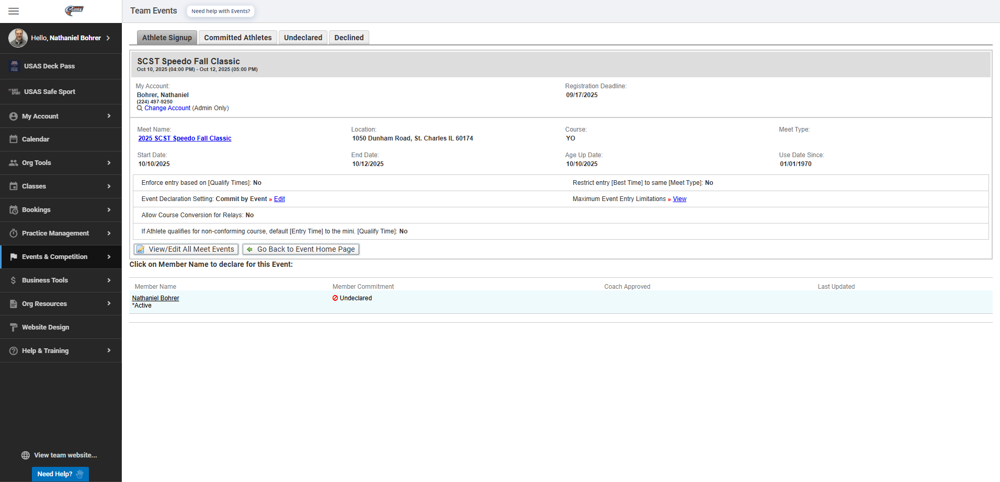 Team Events
Need help with Events?
Hello, Nathaniel Bohrer
USAS Deck Pass
USAS Safe Sport
My Account
Calendar
Org Tools
Classes
Bookings
Practice Management
Events & Competition
Business Tools
Org Resources
Website Design
Help & Training
View team website...
Need Help?
Athlete Signup
Committed Athletes
Undeclared
Declined
SCST Speedo Fall Classic
Oct 10, 2025 (04:00 PM) - Oct 12, 2025 (05:00 PM)
My Account:
Bohrer, Nathaniel
(224) 497-9250
Change Account (Admin Only)
Registration Deadline:
09/17/2025
Meet Name:
2025 SCST Speedo Fall Classic
Location:
1050 Dunham Road, St. Charles IL 60174
Course:
YO
Meet Type:
Start Date:
10/10/2025
End Date:
10/12/2025
Age Up Date:
10/10/2025
Use Date Since:
01/01/1970
Enforce entry based on [Qualify Times]: No
Restrict entry [Best Time] to same [Meet Type]: No
Event Declaration Setting: Commit by Event » Edit
Maximum Event Entry Limitations » View
Allow Course Conversion for Relays: No
If Athlete qualifies for non-conforming course, default [Entry Time] to the mini. [Qualify Time]: No
View/Edit All Meet Events
Go Back to Event Home Page
Click on Member Name to declare for this Event:
Member Name
Member Commitment
Coach Approved
Last Updated
Nathaniel Bohrer
*Active
Undeclared